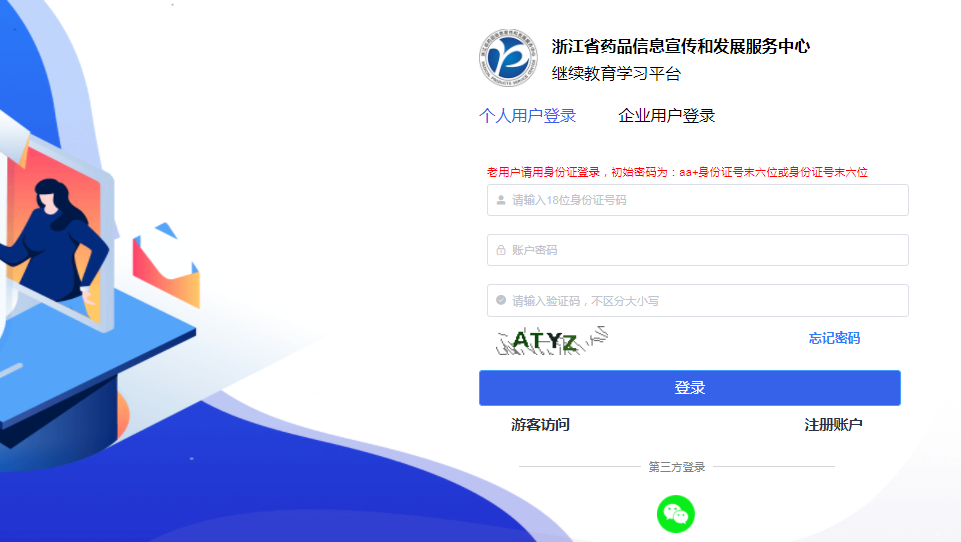 浙江省药品信息宣传和发展服务中心
继续教育学习平台
个人用户登录 企业用户登录
老用户请用身份证登录，初始密码为：aa+身份证号末六位或身份证号末六位
请输入18位身份证号码
账户密码
请输入验证码，不区分大小写
ATYZ
忘记密码
登录
游客访问 注册账户
第三方登录